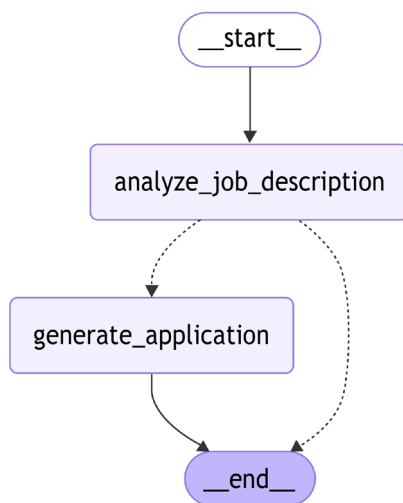 __start__
analyze_job_description
generate_application
__end__